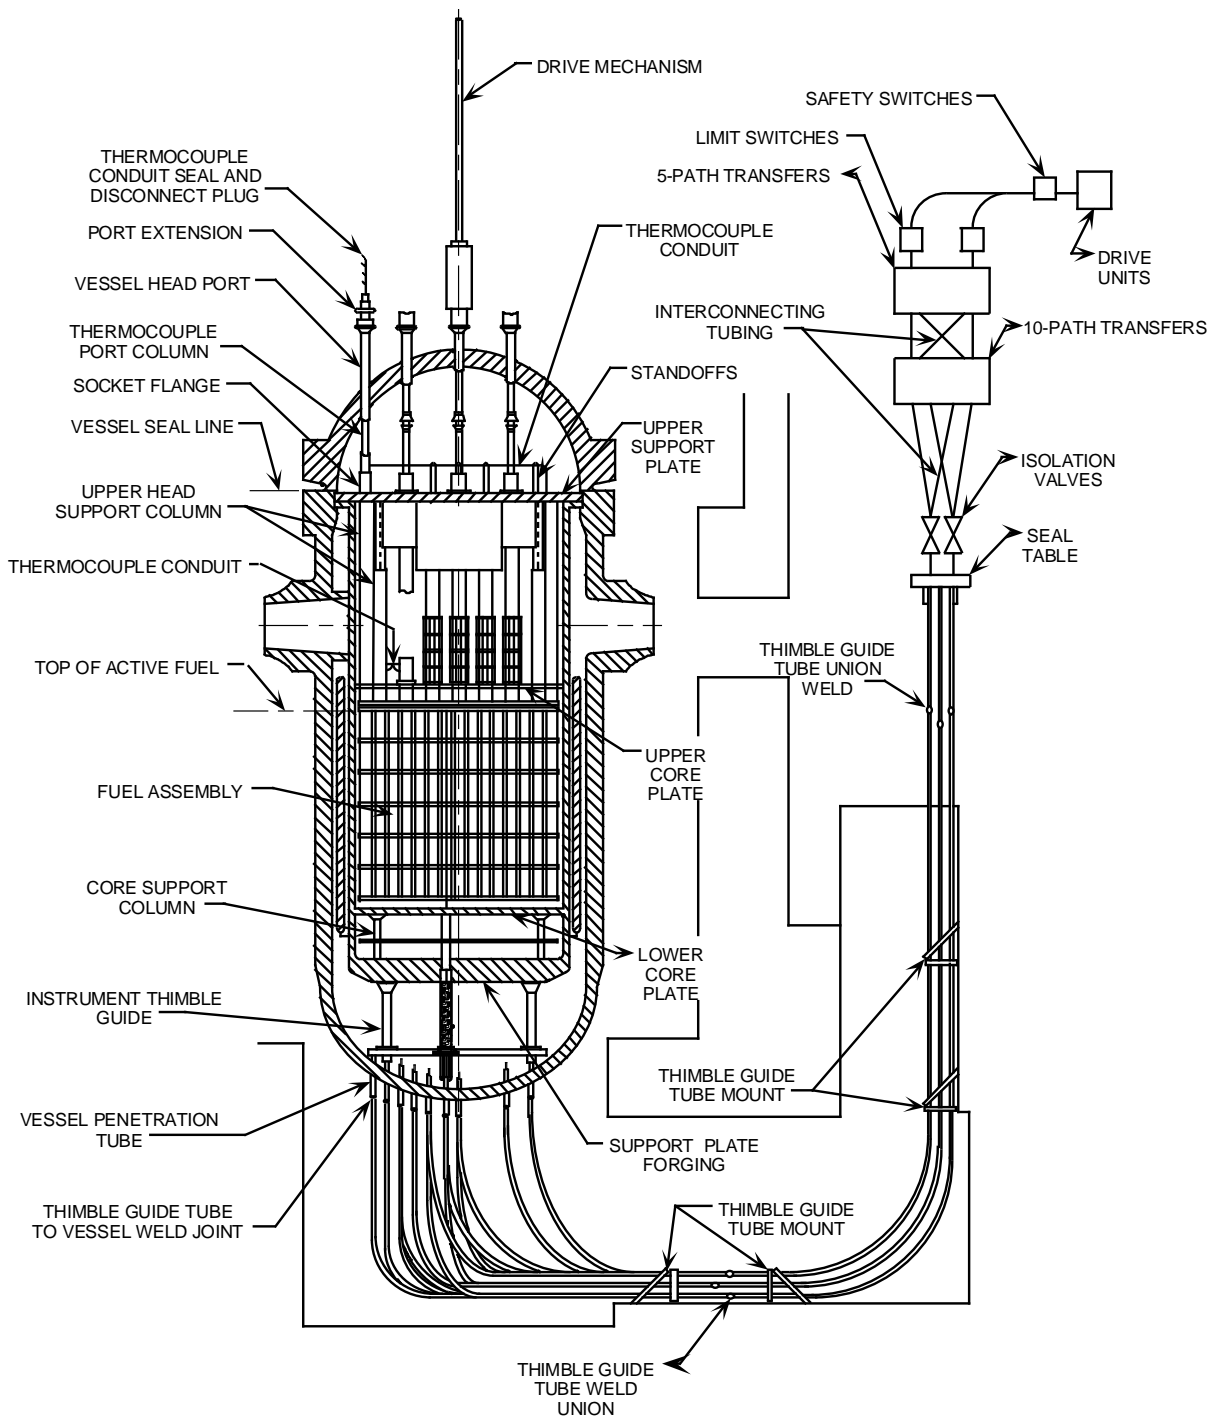 DRIVE MECHANISM
SAFETY SWITCHES
LIMIT SWITCHES
5-PATH TRANSFERS
THERMOCOUPLE
CONDUIT SEAL AND
DISCONNECT PLUG
PORT EXTENSION
THERMOCOUPLE
CONDUIT
DRIVE
UNITS
VESSEL HEAD PORT
INTERCONNECTING
TUBING
10-PATH TRANSFERS
THERMOCOUPLE
PORT COLUMN
SOCKET FLANGE
STANDOFFS
VESSEL SEAL LINE
UPPER
SUPPORT
PLATE
ISOLATION
VALVES
UPPER HEAD
SUPPORT COLUMN
SEAL
TABLE
THERMOCOUPLE CONDUIT
TOP OF ACTIVE FUEL
THIMBLE GUIDE
TUBE UNION
WELD
UPPER
CORE
PLATE
FUEL ASSEMBLY
CORE SUPPORT
COLUMN
LOWER
CORE
PLATE
INSTRUMENT THIMBLE
GUIDE
THIMBLE GUIDE
TUBE MOUNT
VESSEL PENETRATION
TUBE
SUPPORT PLATE
FORGING
THIMBLE GUIDE TUBE
TO VESSEL WELD JOINT
THIMBLE GUIDE
TUBE MOUNT
THIMBLE GUIDE
TUBE WELD
UNION